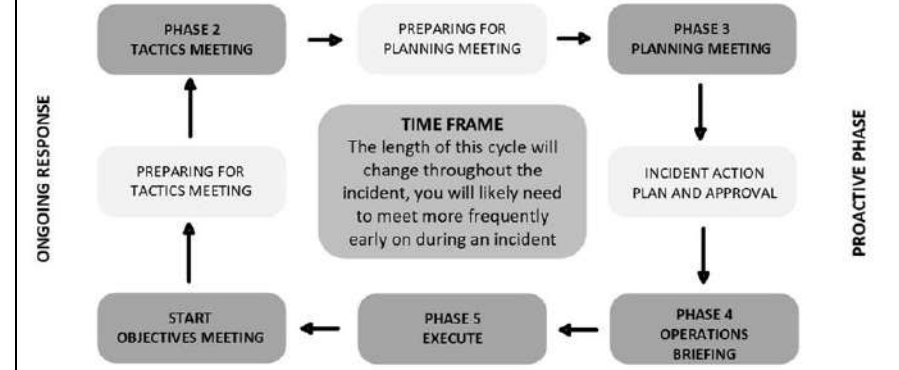 PHASE 2
TACTICS MEETING
PREPARING FOR
PLANNING MEETING
PHASE 3
PLANNING MEETING
ONGOING RESPONSE
PREPARING FOR
TACTICS MEETING
TIME FRAME
The length of this cycle will
change throughout the
incident, you will likely need
to meet more frequently
early on during an incident
INCIDENT ACTION
PLAN AND APPROVAL
PROACTIVE PHASE
START
OBJECTIVES MEETING
PHASE 5
EXECUTE
PHASE 4
OPERATIONS
BRIEFING